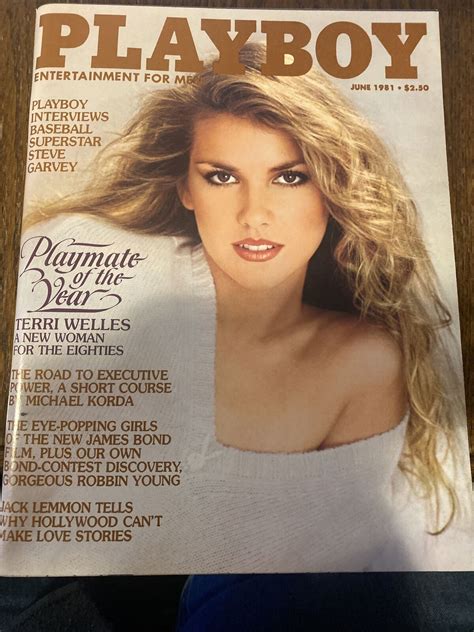 PLAYBOY
ENTERTAINMENT FOR ME
JUNE 1981 • $2.50
PLAYBOY
INTERVIEWS
BASEBALL
SUPERSTAR
STEVE
GARVEY
Playmate
of the
Year
TERRI WELLES
A NEW WOMAN
FOR THE EIGHTIES
THE ROAD TO EXECUTIVE
POWER, A SHORT COURSE
BY MICHAEL KORDA
THE EYE-POPPING GIRLS
OF THE NEW JAMES BOND
FILM, PLUS OUR OWN
BOND-CONTEST DISCOVERY,
GORGEOUS ROBBIN YOUNG
JACK LEMMON TELLS
WHY HOLLYWOOD CAN'T
MAKE LOVE STORIES